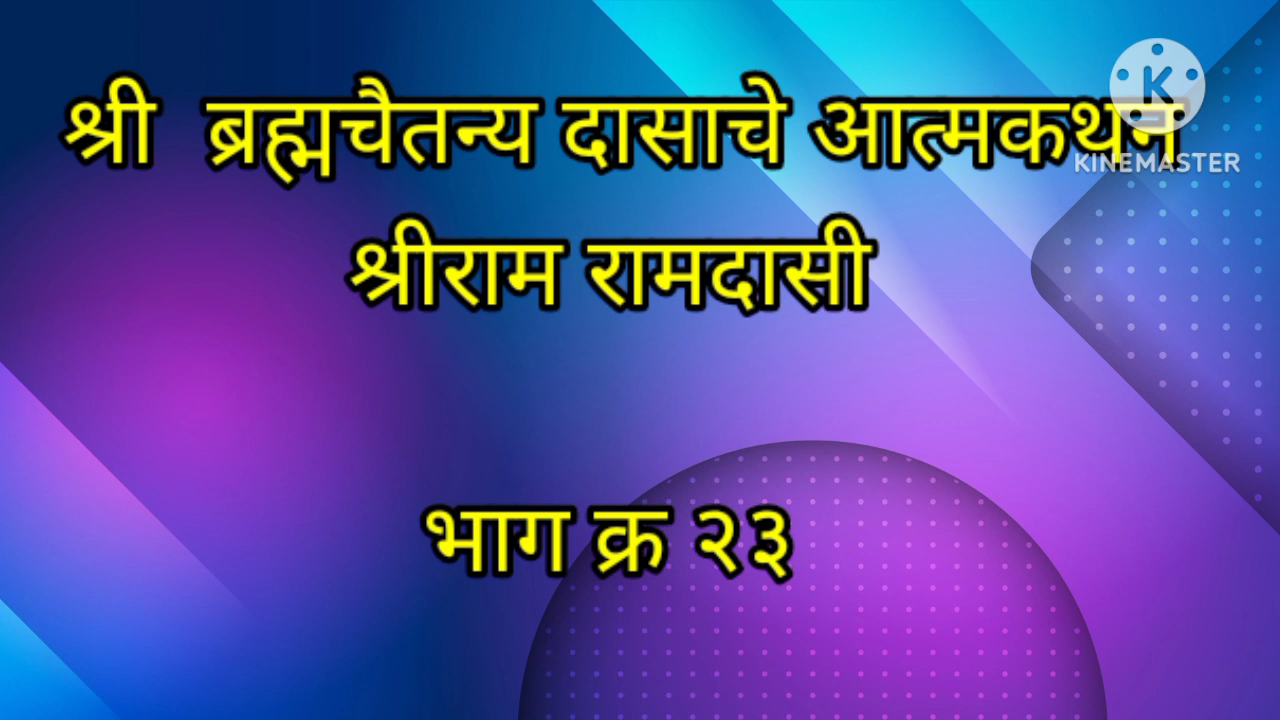 श्री ब्रह्मचैतन्य दासाचे आत्मकथन
KINEMASTER
श्रीराम रामदासी
भाग क्र २३